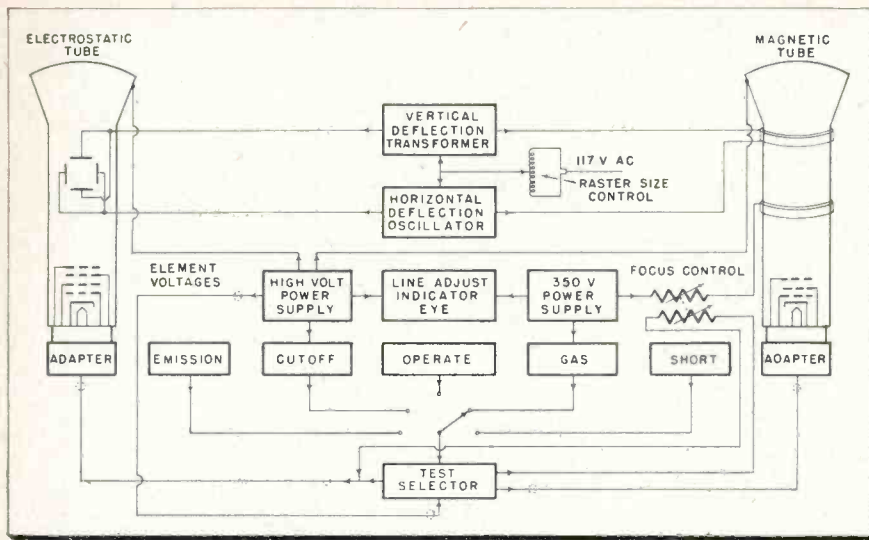 ELECTROSTATIC
TUBE
MAGNETIC
TUBE
VERTICAL
DEFLECTION
TRANSFORMER
117 V AC
RASTER SIZE
CONTROL
HORIZONTAL
DEFLECTION
OSCILLATOR
ELEMENT
VOLTAGES
HIGH VOLT
POWER
SUPPLY
LINE ADJUST
INDICATOR
EYE
350 V
POWER
SUPPLY
FOCUS CONTROL
ADAPTER
EMISSION
CUTOFF
OPERATE
GAS
SHORT
ADAPTER
TEST
SELECTOR